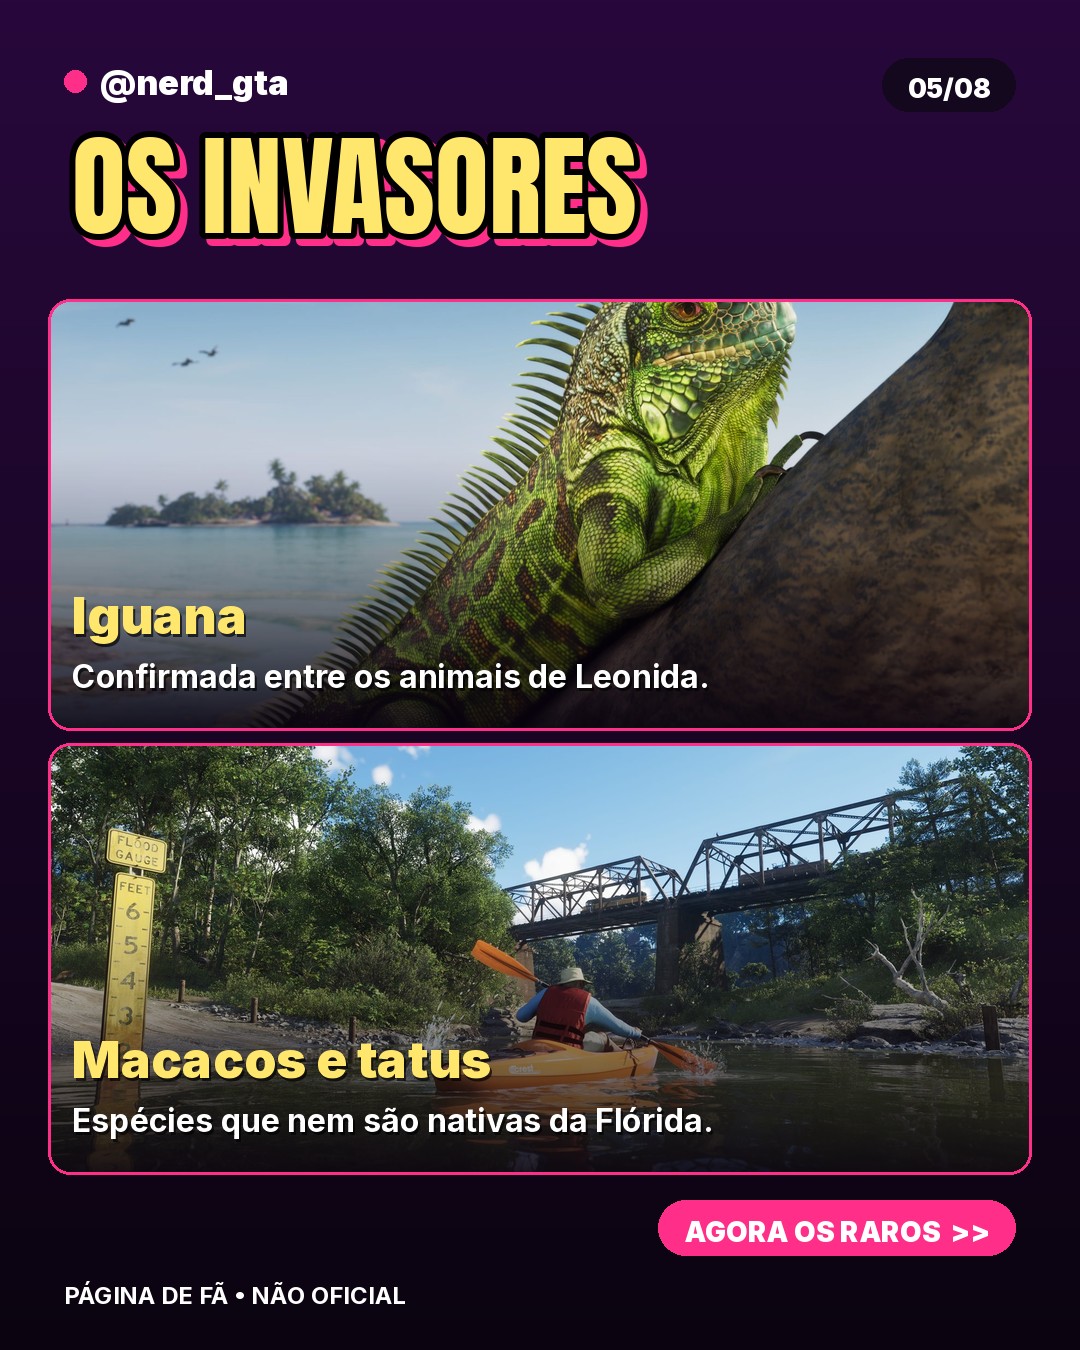 @nerd_gta
05/08
OS INVASORES
Iguana
Confirmada entre os animais de Leonida.
FLOOD
GAUGE
FEET
6
5
4
3
Macacos e tatus
Espécies que nem são nativas da Flórida.
AGORA OS RAROS >>
PÁGINA DE FÃ • NÃO OFICIAL